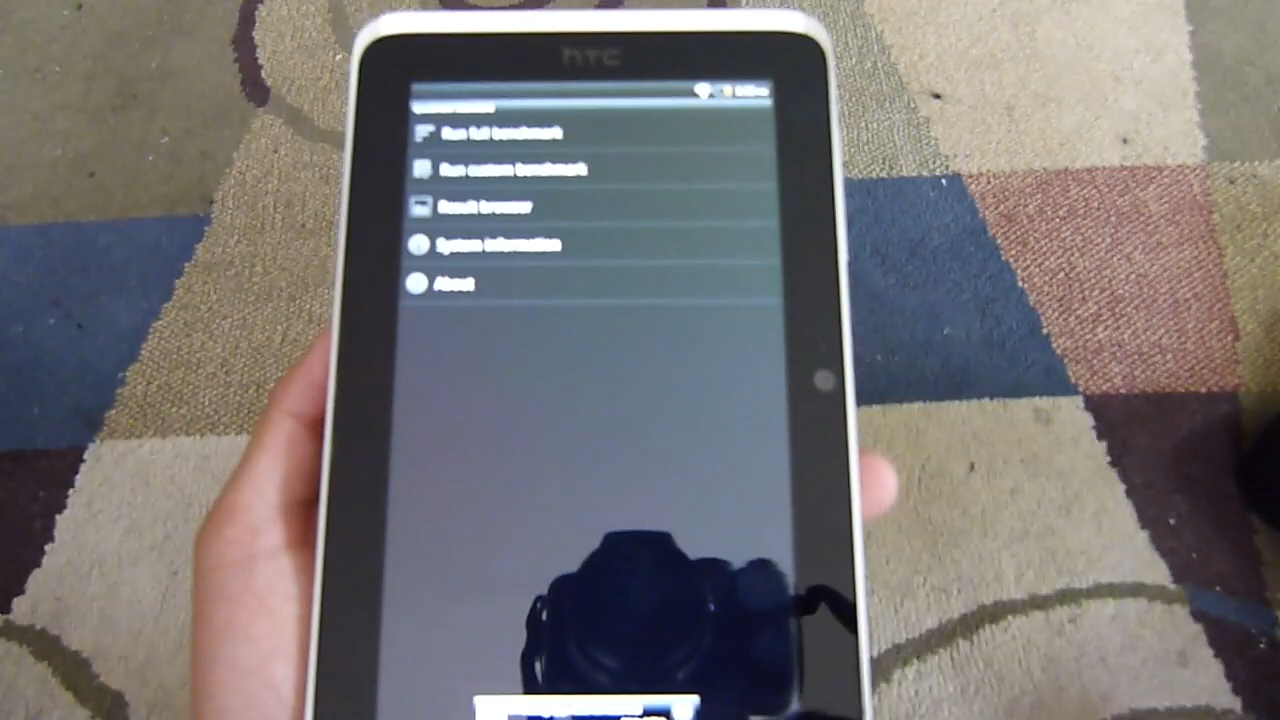 hTC
Run full benchmark
Run custom benchmark
Result browser
System information
About